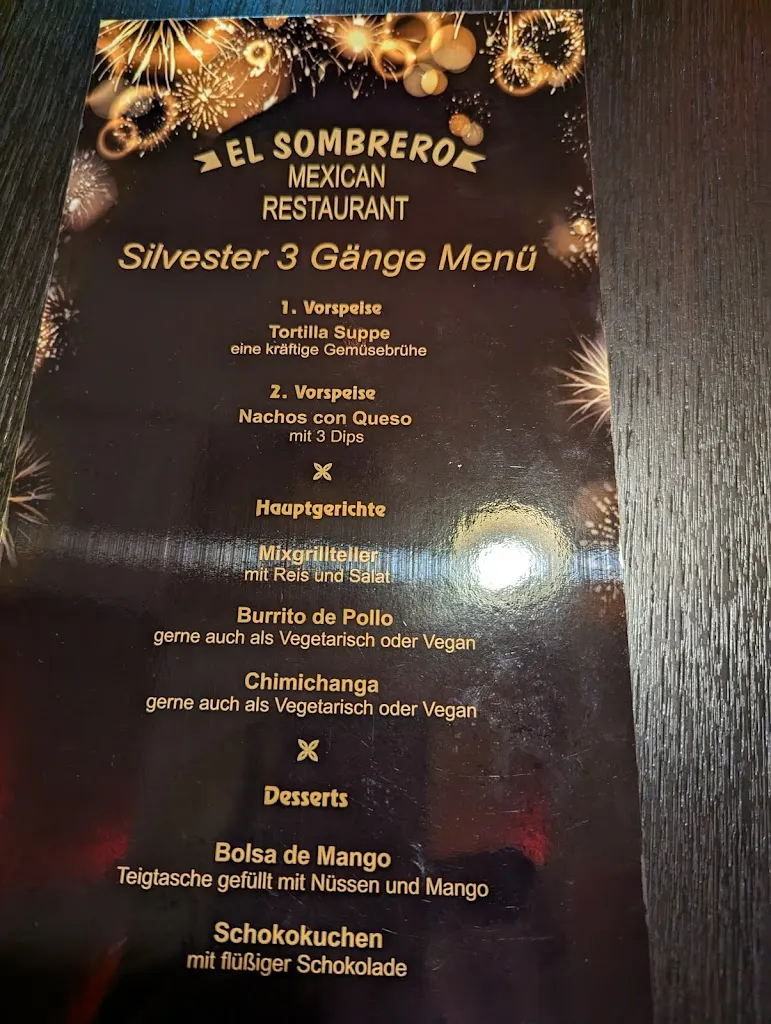 EL SOMBRERO
MEXICAN
RESTAURANT
Silvester 3 Gänge Menü
1. Vorspeise
Tortilla Suppe
eine kräftige Gemüsebrühe
2. Vorspeise
Nachos con Queso
mit 3 Dips
Hauptgerichte
Mixgrillteller
mit Reis und Salat
Burrito de Pollo
gerne auch als Vegetarisch oder Vegan
Chimichanga
gerne auch als Vegetarisch oder Vegan
Desserts
Bolsa de Mango
Teigtasche gefüllt mit Nüssen und Mango
Schokokuchen
mit flüßiger Schokolade